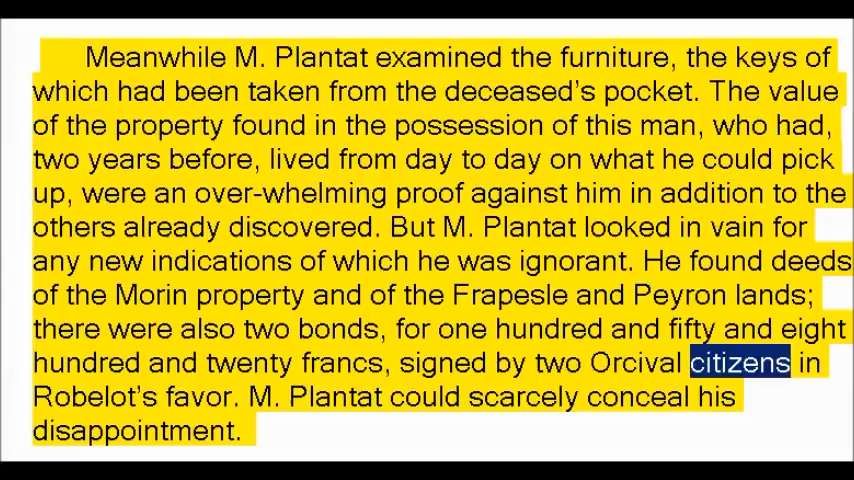 Meanwhile M. Plantat examined the furniture, the keys of
which had been taken from the deceased's pocket. The value
of the property found in the possession of this man, who had,
two years before, lived from day to day on what he could pick
up, were an over-whelming proof against him in addition to the
others already discovered. But M. Plantat looked in vain for
any new indications of which he was ignorant. He found deeds
of the Morin property and of the Frapesle and Peyron lands;
there were also two bonds, for one hundred and fifty and eight
hundred and twenty francs, signed by two Orcival citizens in
Robelot's favor. M. Plantat could scarcely conceal his
disappointment.